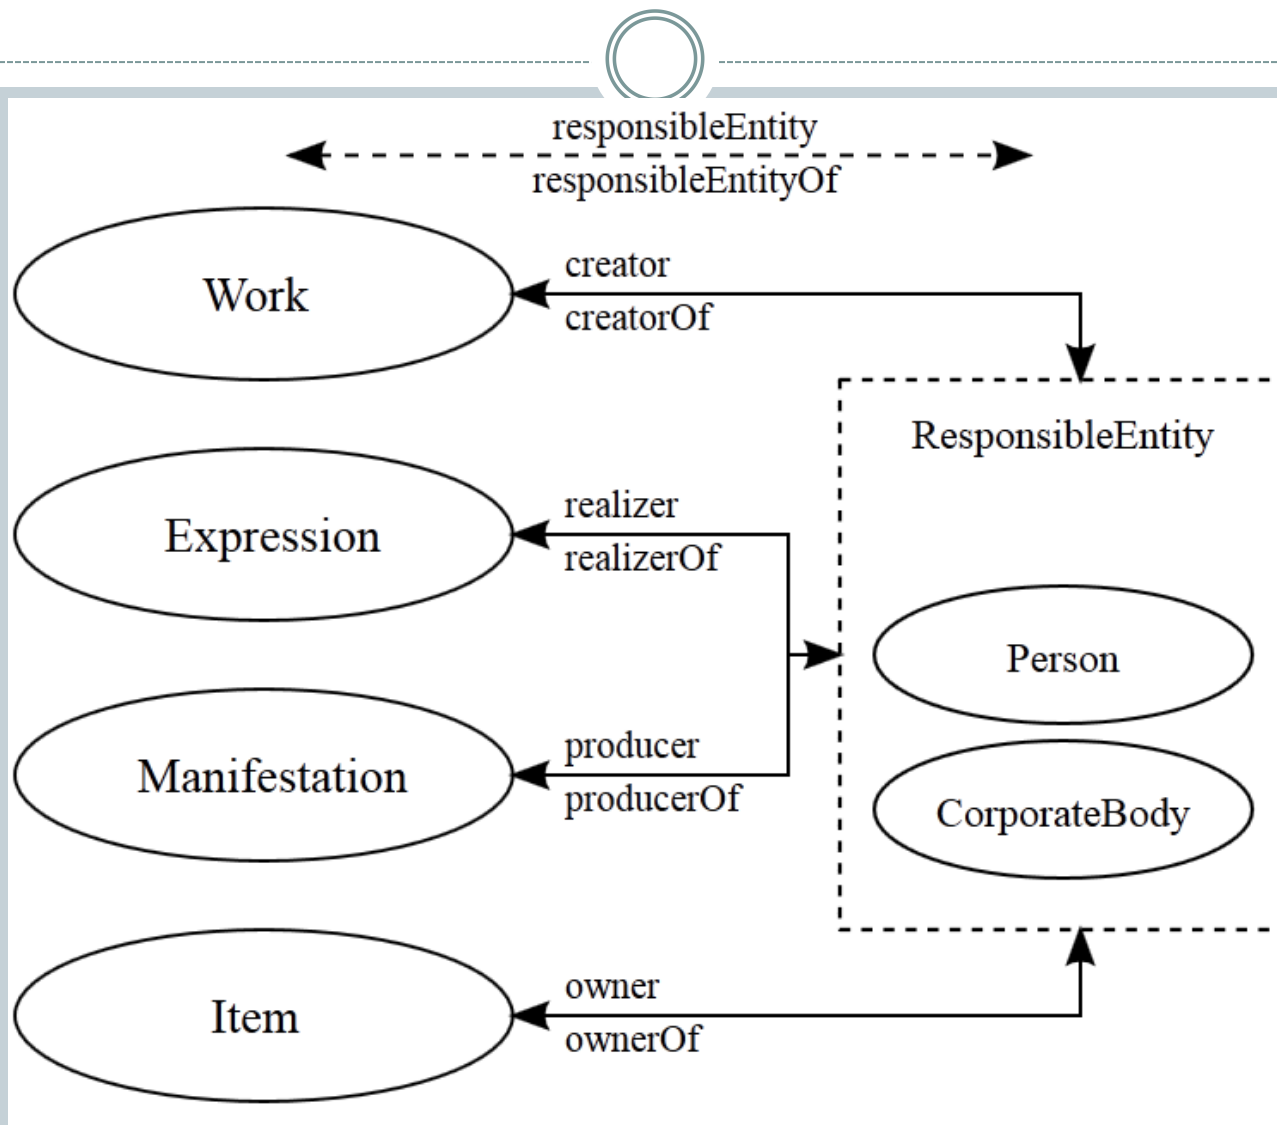 responsibleEntity
responsibleEntityOf
Work
creator
creatorOf
ResponsibleEntity
Expression
realizer
realizerOf
Person
Manifestation
producer
producerOf
CorporateBody
Item
owner
ownerOf